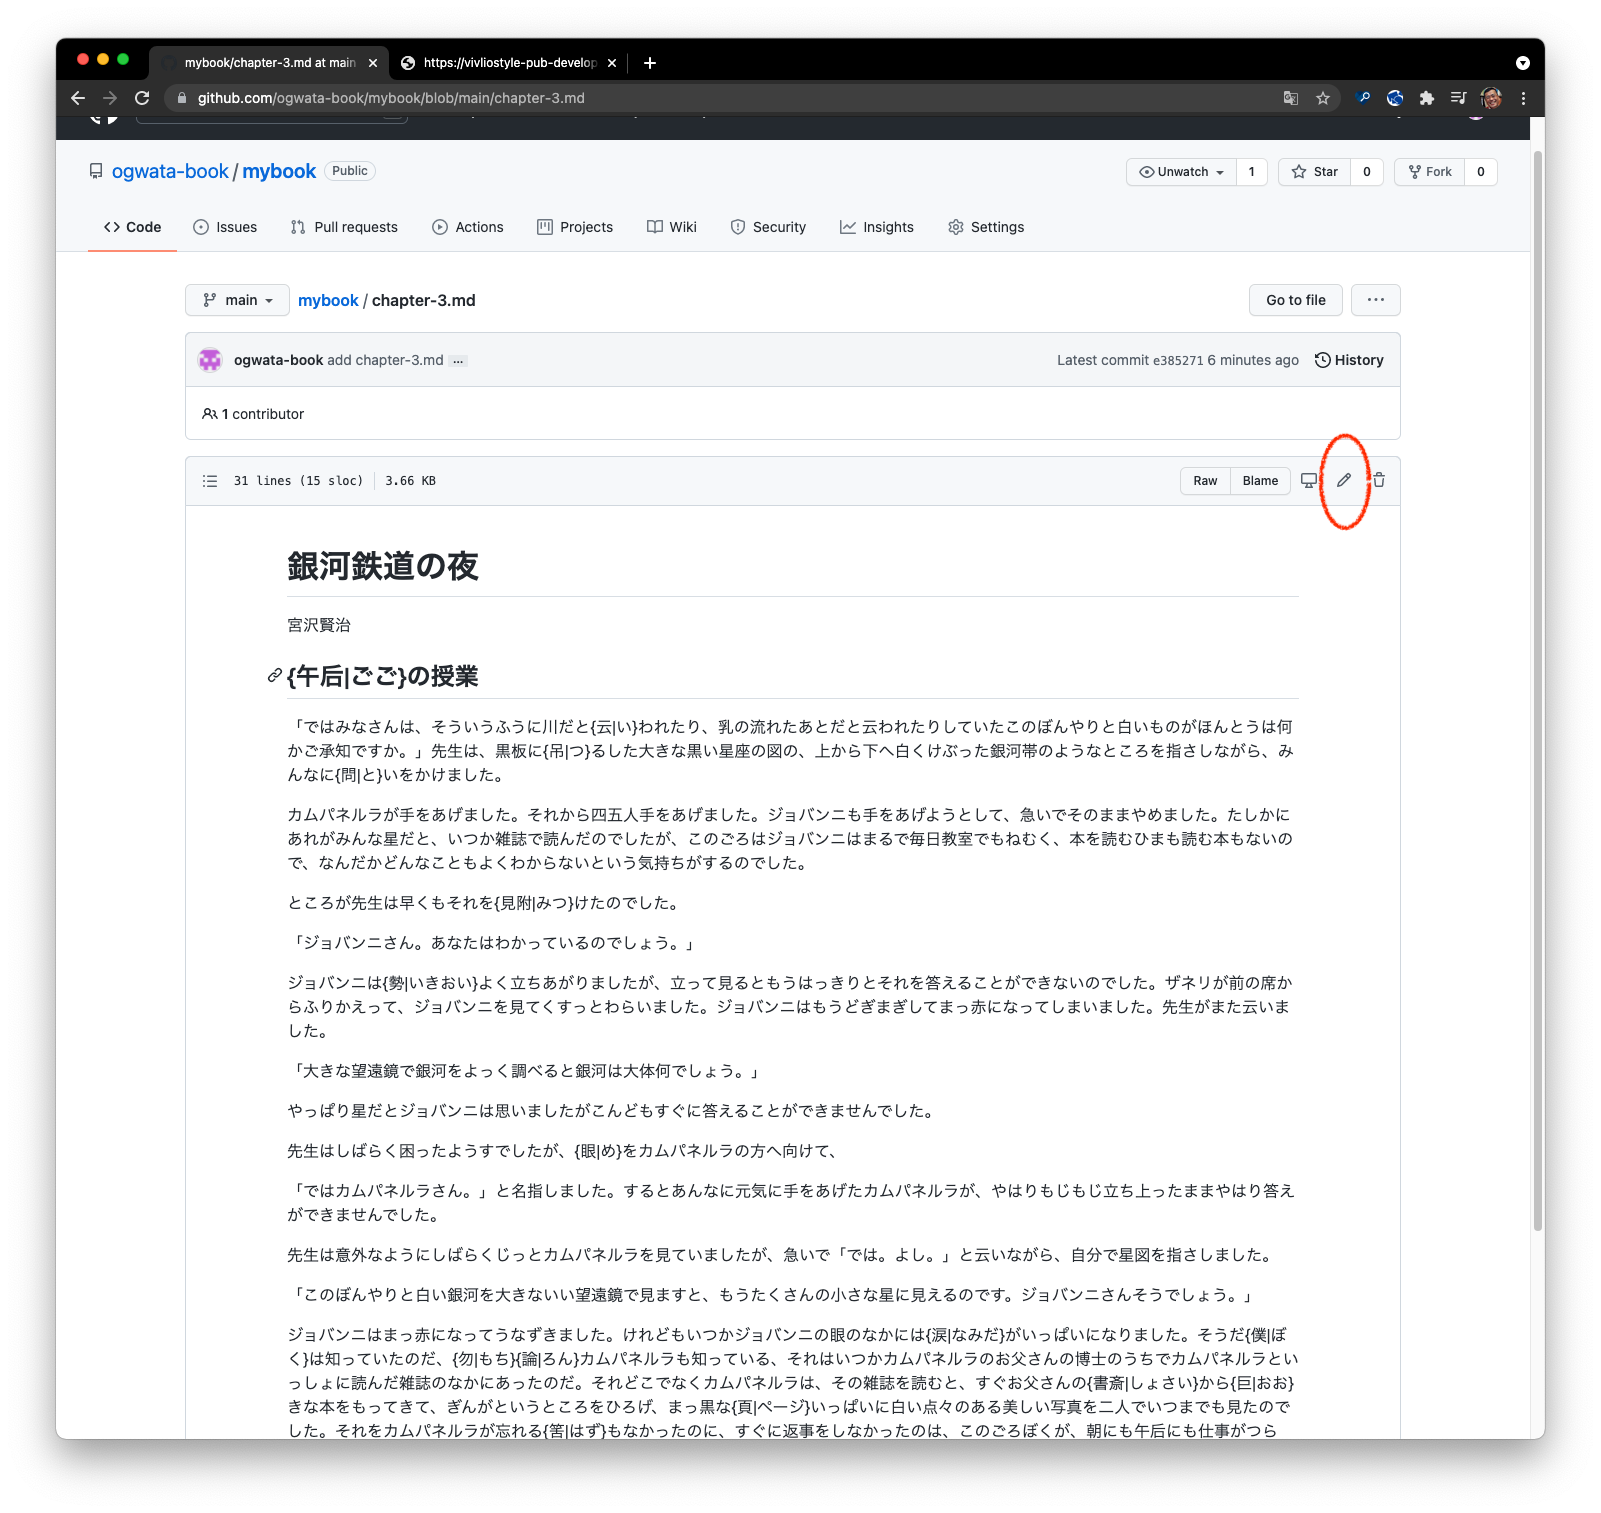 mybook/chapter-3.md at main
https://vivliostyle-pub-develop
github.com/ogwata-book/mybook/blob/main/chapter-3.md
ogwata-book / mybook Public
Unwatch 1 Star 0 Fork 0
Code Issues Pull requests Actions Projects Wiki Security Insights Settings
main mybook / chapter-3.md Go to file ...
ogwata-book add chapter-3.md ... Latest commit e385271 6 minutes ago History
1 contributor
31 lines (15 sloc) 3.66 KB Raw Blame
銀河鉄道の夜
宮沢賢治
{午后|ごご}の授業
「ではみなさんは、そういうふうに川だと{云|い}われたり、乳の流れたあとだと云われたりしていたこのぼんやりと白いものがほんとうは何
かご承知ですか。」先生は、黒板に{吊|つ}るした大きな黒い星座の図の、上から下へ白くけぶった銀河帯のようなところを指さしながら、み
んなに{問|と}いをかけました。
カムパネルラが手をあげました。それから四五人手をあげました。ジョバンニも手をあげようとして、急いでそのままやめました。たしかに
あれがみんな星だと、いつか雑誌で読んだのでしたが、このごろはジョバンニはまるで毎日教室でもねむく、本を読むひまも読む本もないの
で、なんだかどんなこともよくわからないという気持ちがするのでした。
ところが先生は早くもそれを{見附|みつ}けたのでした。
「ジョバンニさん。あなたはわかっているのでしょう。」
ジョバンニは{勢|いきおい}よく立ちあがりましたが、立って見るともうはっきりとそれを答えることができないのでした。ザネリが前の席か
らふりかえって、ジョバンニを見てくすっとわらいました。ジョバンニはもうどぎまぎしてまっ赤になってしまいました。先生がまた云いま
した。
「大きな望遠鏡で銀河をよっく調べると銀河は大体何でしょう。」
やっぱり星だとジョバンニは思いましたがこんどもすぐに答えることができませんでした。
先生はしばらく困ったようすでしたが、{眼|め}をカムパネルラの方へ向けて、
「ではカムパネルラさん。」と名指しました。するとあんなに元気に手をあげたカムパネルラが、やはりもじもじ立ち上ったままやはり答え
ができませんでした。
先生は意外なようにしばらくじっとカムパネルラを見ていましたが、急いで「では。よし。」と云いながら、自分で星図を指さしました。
「このぼんやりと白い銀河を大きないい望遠鏡で見ますと、もうたくさんの小さな星に見えるのです。ジョバンニさんそうでしょう。」
ジョバンニはまっ赤になってうなずきました。けれどもいつかジョバンニの眼のなかには{涙|なみだ}がいっぱいになりました。そうだ{僕|ぼ
く}は知っていたのだ、{勿|もち}{論|ろん}カムパネルラも知っている、それはいつかカムパネルラのお父さんの博士のうちでカムパネルラとい
っしょに読んだ雑誌のなかにあったのだ。それどこでなくカムパネルラは、その雑誌を読むと、すぐお父さんの{書斎|しょさい}から{巨|おお}
きな本をもってきて、ぎんがというところをひろげ、まっ黒な{頁|ページ}いっぱいに白い点々のある美しい写真を二人でいつまでも見たので
した。それをカムパネルラが忘れる{筈|はず}もなかったのに、すぐに返事をしなかったのは、このごろぼくが、朝にも午后にも仕事がつら